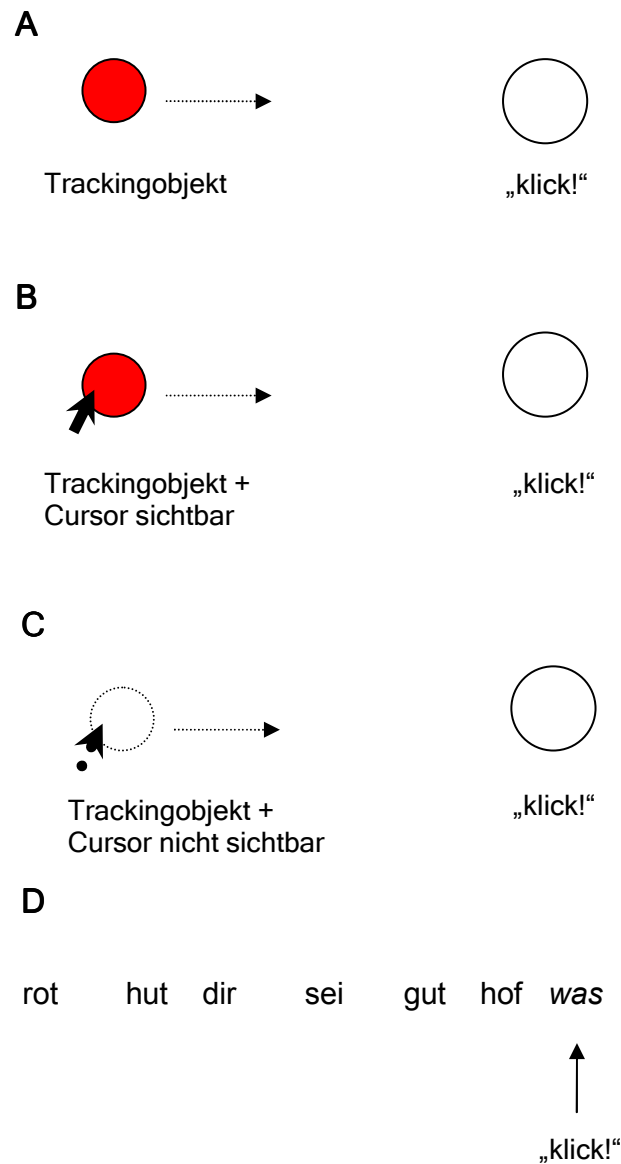 A
Trackingobjekt
„klick!“
B
Trackingobjekt +
Cursor sichtbar
„klick!“
C
Trackingobjekt +
Cursor nicht sichtbar
„klick!“
D
rot hut dir sei gut hof was
„klick!“